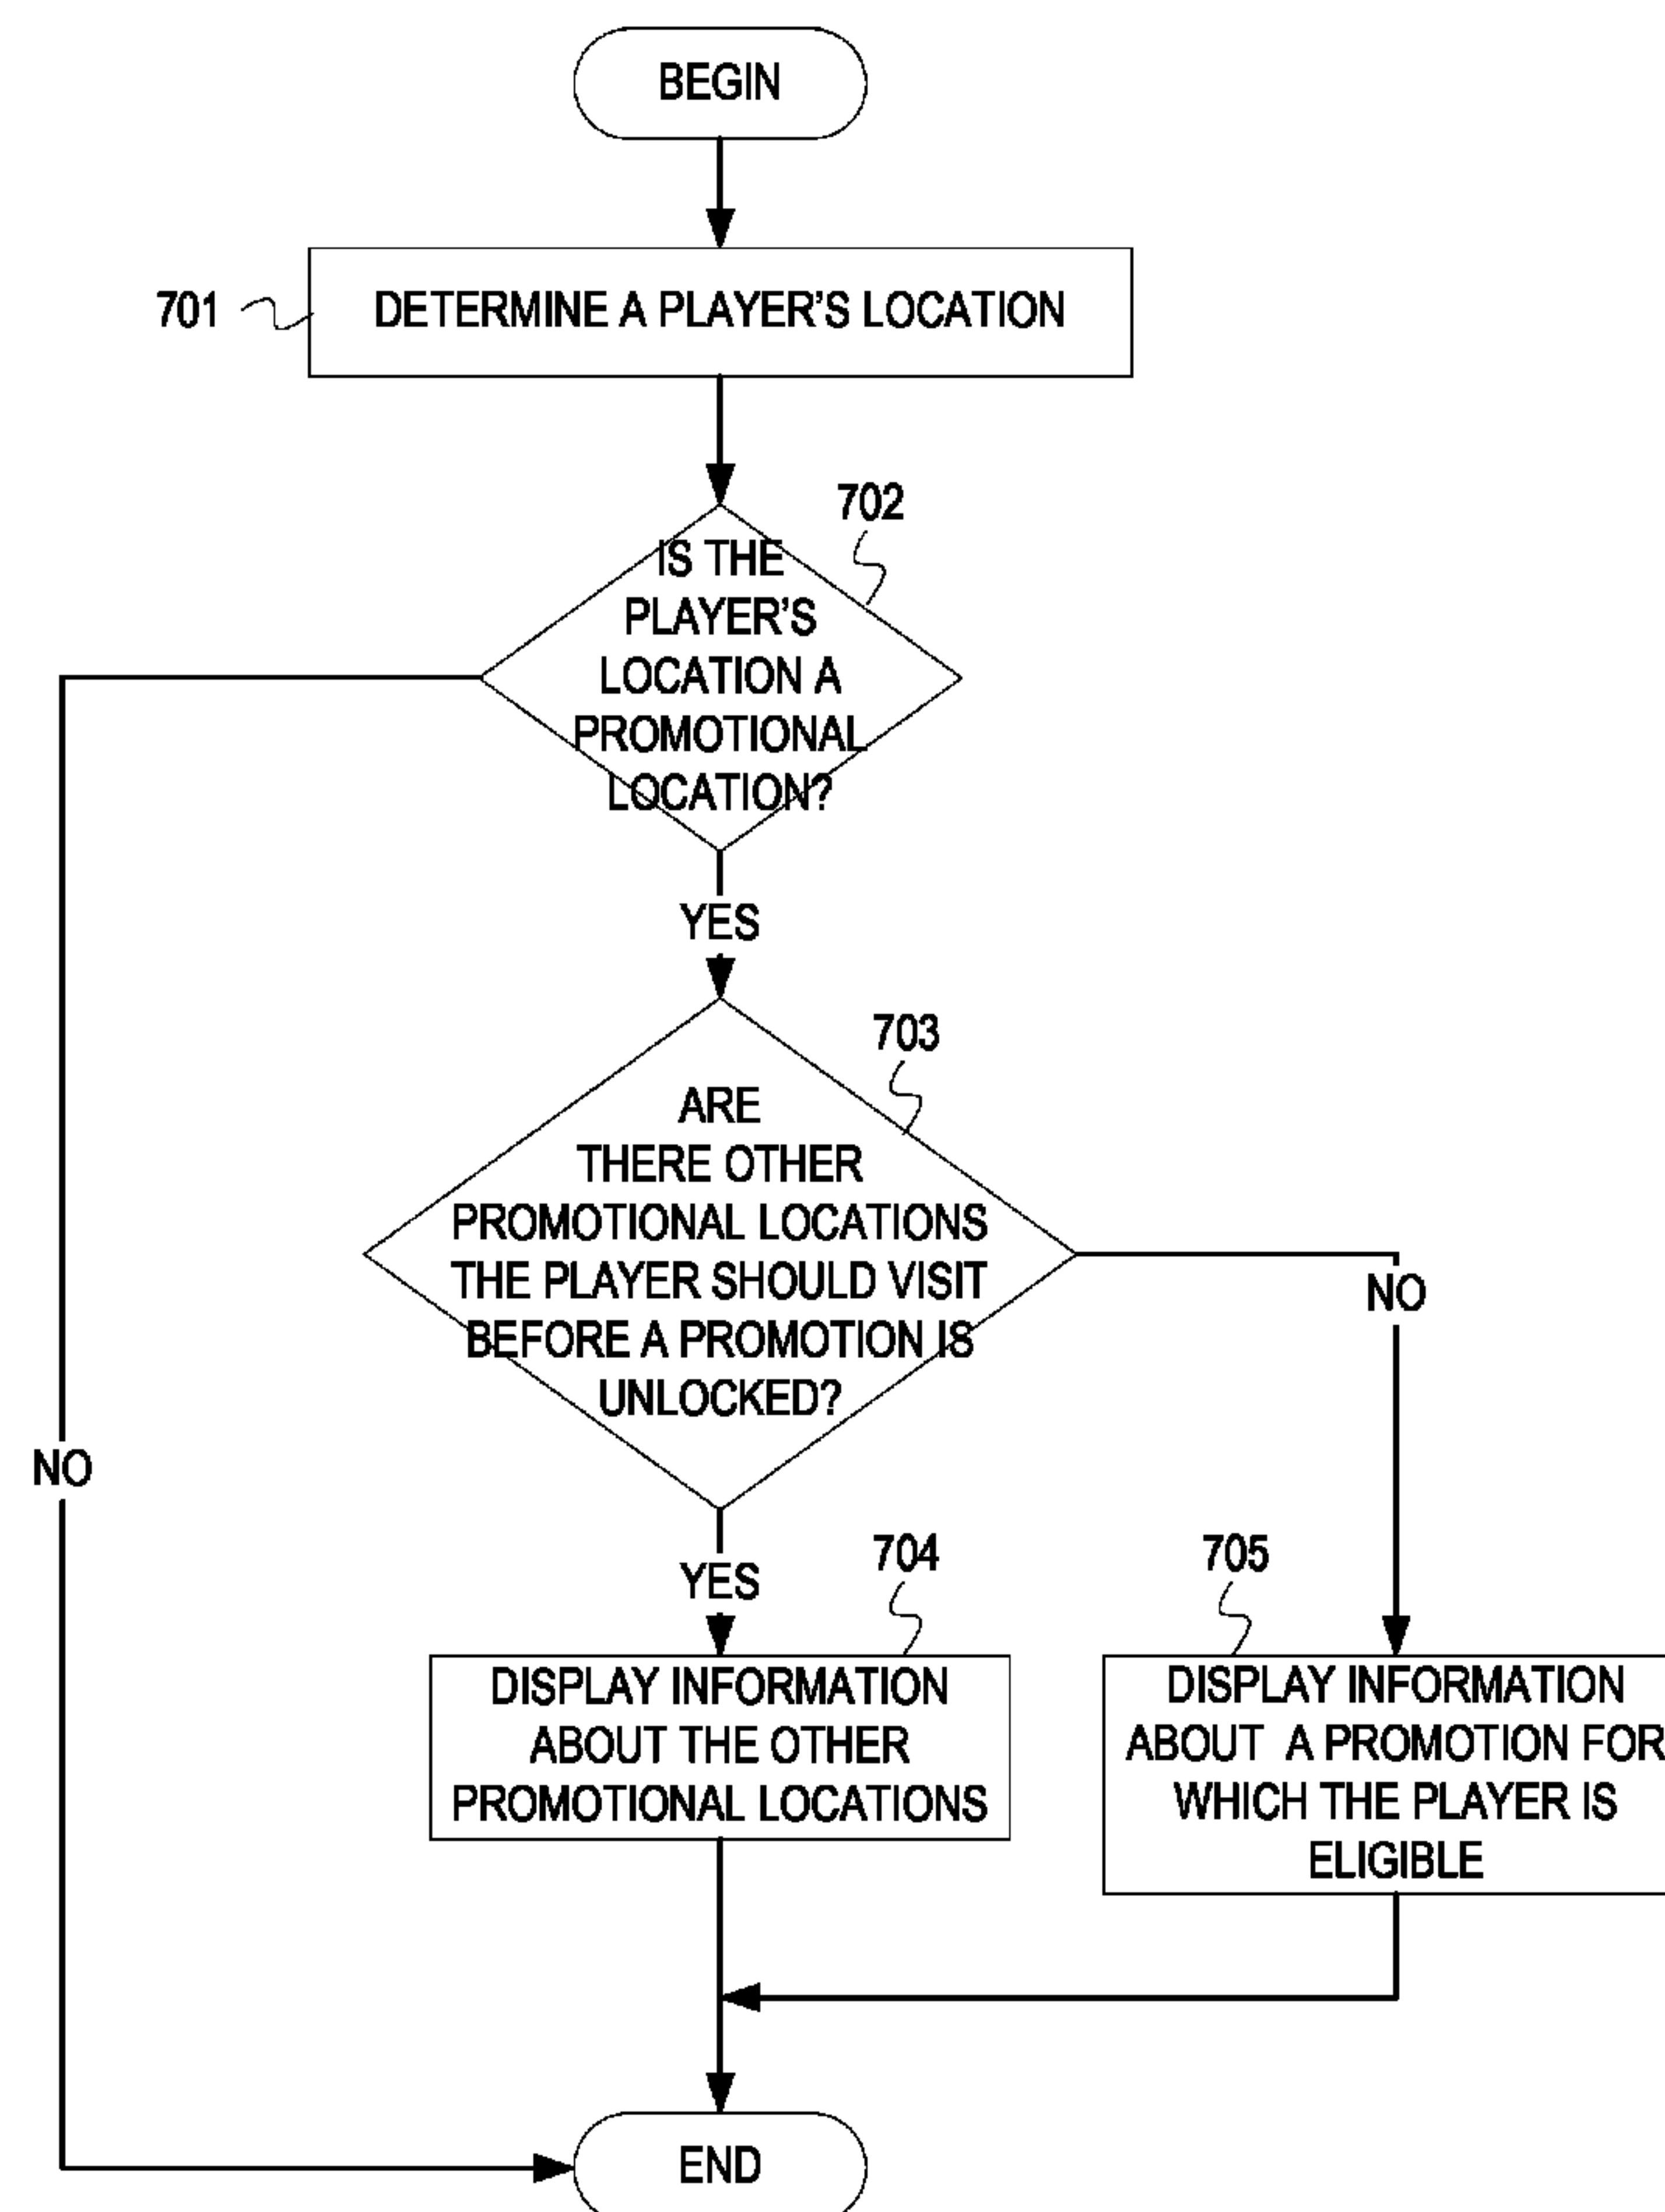 BEGIN
701
DETERMINE A PLAYER'S LOCATION
702
IS THE
PLAYER'S
LOCATION A
PROMOTIONAL
LOCATION?
YES
703
ARE
THERE OTHER
PROMOTIONAL LOCATIONS
THE PLAYER SHOULD VISIT
BEFORE A PROMOTION IS
UNLOCKED?
NO
NO
YES
704
DISPLAY INFORMATION
ABOUT THE OTHER
PROMOTIONAL LOCATIONS
705
DISPLAY INFORMATION
ABOUT A PROMOTION FOR
WHICH THE PLAYER IS
ELIGIBLE
END